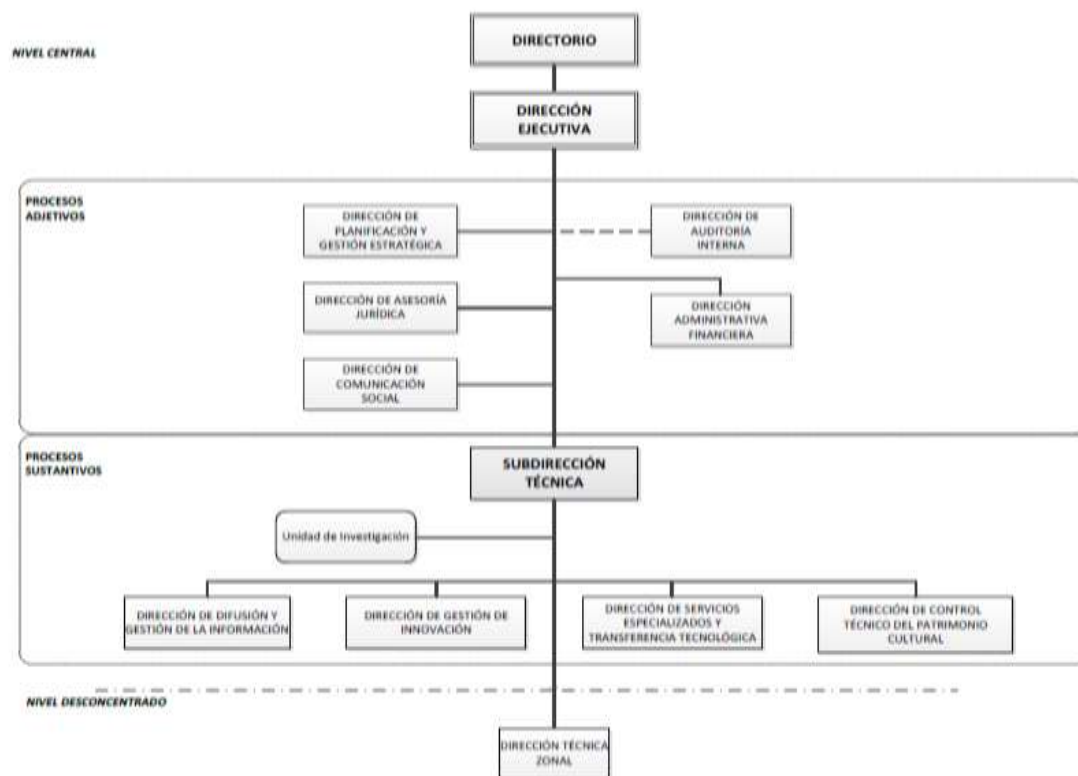 DIRECTORIO
NIVEL CENTRAL
DIRECCIÓN
EJECUTIVA
PROCESOS
ADJETIVOS
DIRECCIÓN DE
PLANIFICACIÓN Y
GESTIÓN ESTRATÉGICA
DIRECCIÓN DE
AUDITORÍA
INTERNA
DIRECCIÓN DE ASESORÍA
JURÍDICA
DIRECCIÓN
ADMINISTRATIVA
FINANCIERA
DIRECCIÓN DE
COMUNICACIÓN
SOCIAL
PROCESOS
SUSTANTIVOS
SUBDIRECCIÓN
TÉCNICA
Unidad de Investigación
DIRECCIÓN DE DIFUSIÓN Y
GESTIÓN DE LA INFORMACIÓN
DIRECCIÓN DE GESTIÓN DE
INNOVACIÓN
DIRECCIÓN DE SERVICIOS
ESPECIALIZADOS Y
TRANSFERENCIA TECNOLÓGICA
DIRECCIÓN DE CONTROL
TÉCNICO DEL PATRIMONIO
CULTURAL
NIVEL DESCONCENTRADO
DIRECCIÓN TÉCNICA
ZONAL